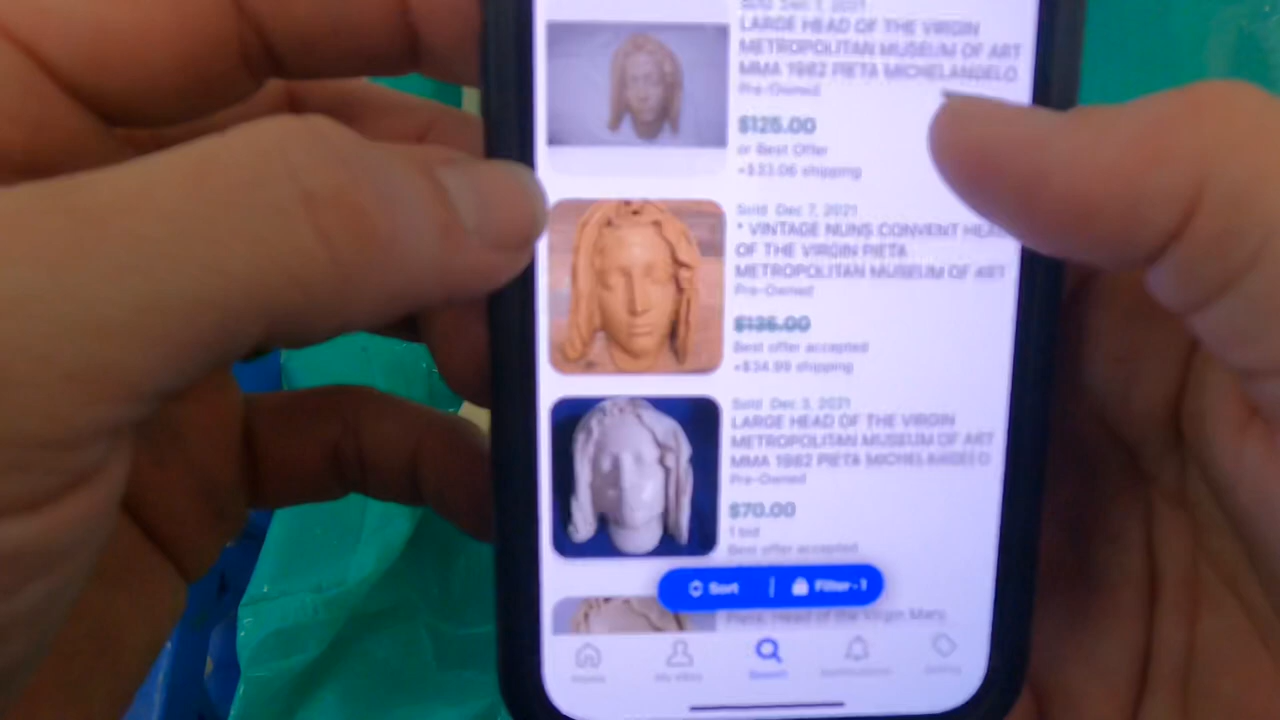 Sold Dec 7, 2021
LARGE HEAD OF THE VIRGIN
METROPOLITAN MUSEUM OF ART
MMA 1982 PIETA MICHELANGELO
Pre-Owned
$125.00
or Best Offer
+$33.06 shipping
Sold Dec 7, 2021
* VINTAGE NUNS CONVENT HEA
OF THE VIRGIN PIETA
METROPOLITAN MUSEUM OF ART
Pre-Owned
$135.00
Best offer accepted
+$34.99 shipping
Sold Dec 3, 2021
LARGE HEAD OF THE VIRGIN
METROPOLITAN MUSEUM OF ART
MMA 1982 PIETA MICHELANGELO
Pre-Owned
$70.00
1 bid
Best offer accepted
Sort | Filter • 1
Pieta, Head of the Virgin Mary,
Home My eBay Search Notifications Selling